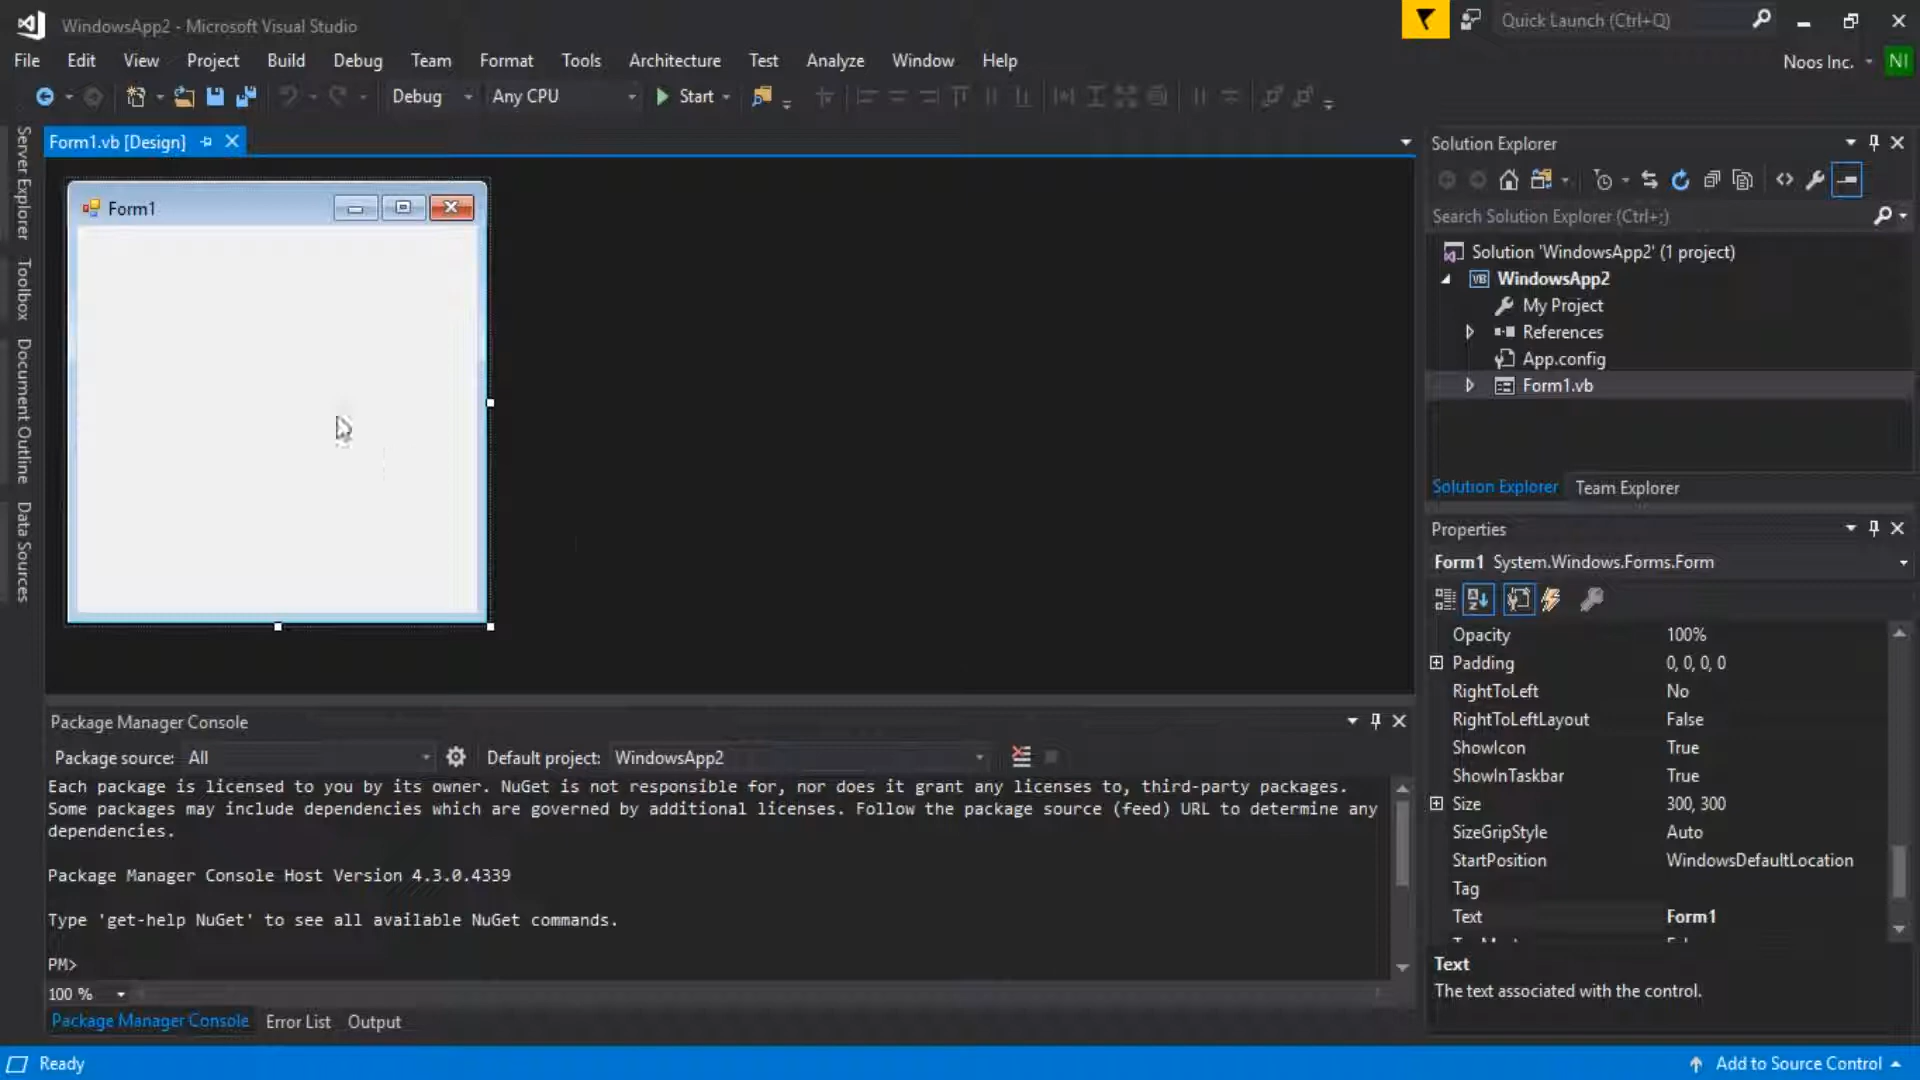 WindowsApp2 - Microsoft Visual Studio
Quick Launch (Ctrl+Q)
File Edit View Project Build Debug Team Format Tools Architecture Test Analyze Window Help
Noos Inc.
NI
Debug Any CPU Start
Server Explorer
Toolbox
Document Outline
Data Sources
Form1.vb [Design]
Form1
Solution Explorer
Search Solution Explorer (Ctrl+;)
Solution 'WindowsApp2' (1 project)
VB WindowsApp2
My Project
References
App.config
Form1.vb
Solution Explorer Team Explorer
Properties
Form1 System.Windows.Forms.Form
Opacity 100%
Padding 0, 0, 0, 0
RightToLeft No
RightToLeftLayout False
ShowIcon True
ShowInTaskbar True
Size 300, 300
SizeGripStyle Auto
StartPosition WindowsDefaultLocation
Tag
Text Form1
Text
The text associated with the control.
Package Manager Console
Package source: All Default project: WindowsApp2
Each package is licensed to you by its owner. NuGet is not responsible for, nor does it grant any licenses to, third-party packages.
Some packages may include dependencies which are governed by additional licenses. Follow the package source (feed) URL to determine any
dependencies.
Package Manager Console Host Version 4.3.0.4339
Type 'get-help NuGet' to see all available NuGet commands.
PM>
100 %
Package Manager Console Error List Output
Ready
Add to Source Control